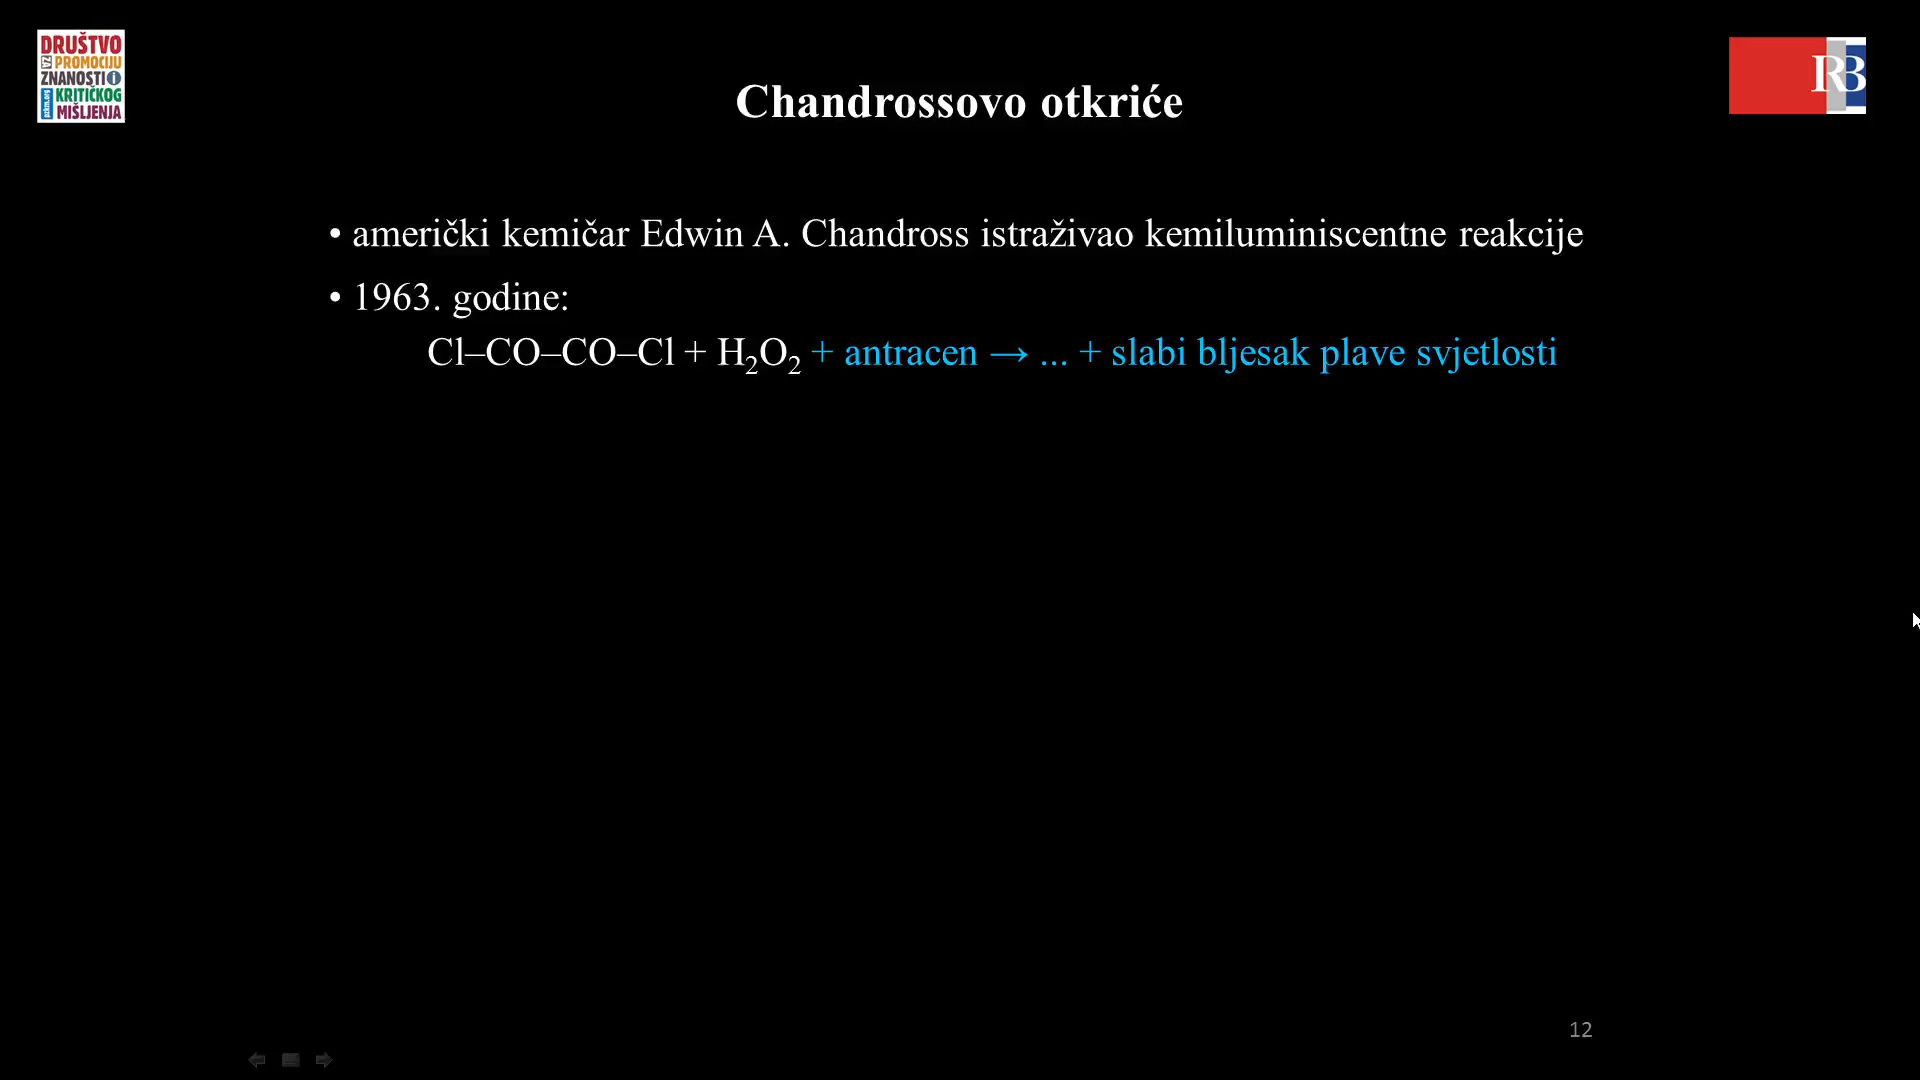 DRUŠTVO
ZA PROMOCIJU
ZNANOSTI i
KRITIČKOG
MIŠLJENJA
IRB
Chandrossovo otkriće
• američki kemičar Edwin A. Chandross istraživao kemiluminiscentne reakcije
• 1963. godine:
Cl–CO–CO–Cl + H₂O₂ + antracen → ... + slabi bljesak plave svjetlosti
12